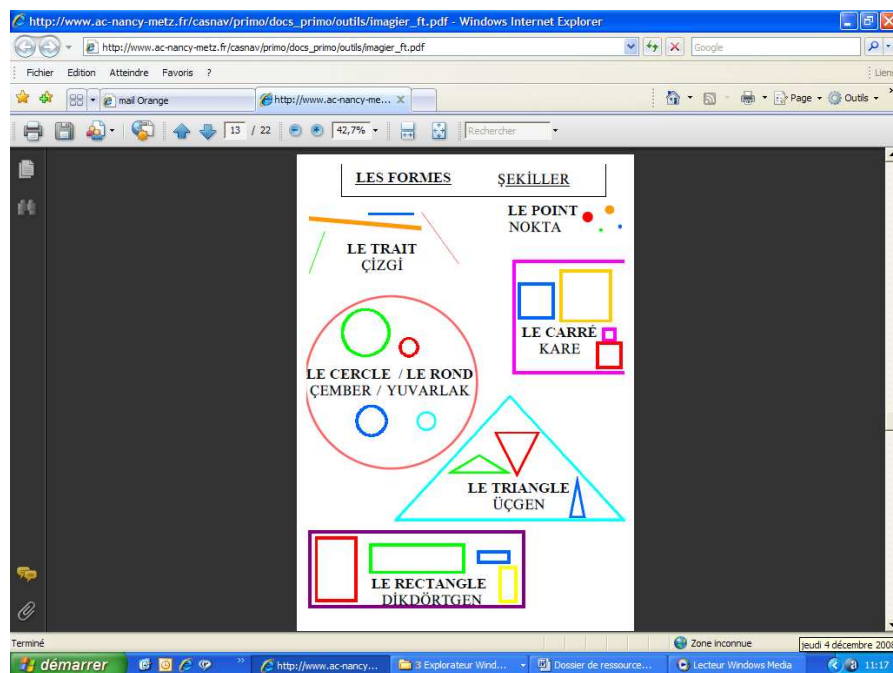 http://www.ac-nancy-metz.fr/casnav/primo/docs_primo/outils/imagier_ft.pdf - Windows Internet Explorer
http://www.ac-nancy-metz.fr/casnav/primo/docs_primo/outils/imagier_ft.pdf
Google
Fichier Edition Atteindre Favoris ?
Liens
mail Orange
http://www.ac-nancy-me...
Page
Outils
13 / 22
42,7%
Rechercher
LES FORMES ŞEKİLLER
LE POINT
NOKTA
LE TRAIT
ÇİZGİ
LE CARRÉ
KARE
LE CERCLE / LE ROND
ÇEMBER / YUVARLAK
LE TRIANGLE
ÜÇGEN
LE RECTANGLE
DİKDÖRTGEN
Terminé
Zone inconnue
jeudi 4 décembre 2008
démarrer
http://www.ac-nancy...
3 Explorateur Wind...
Dossier de ressource...
Lecteur Windows Media
11:17